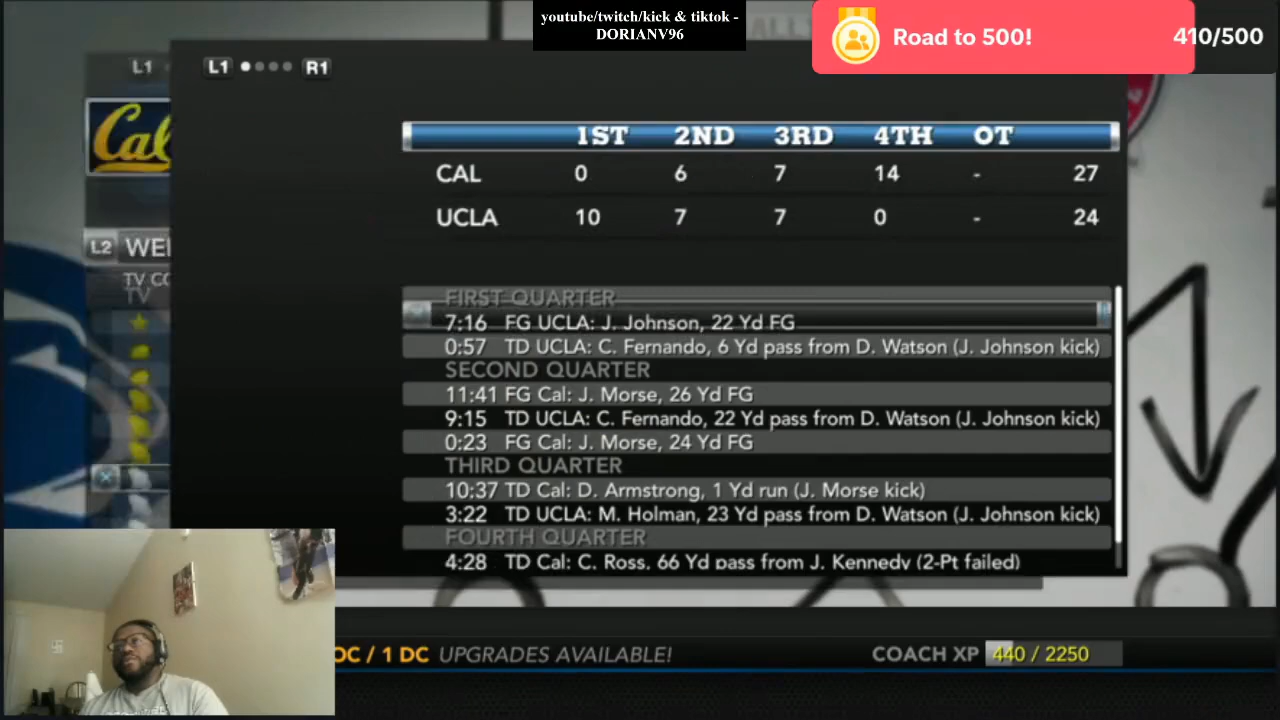 youtube/twitch/kick & tiktok -
DORIANV96
Road to 500!
410/500
L1
L1
R1
Cal
L2
TV
1ST 2ND 3RD 4TH OT
CAL 0 6 7 14 - 27
UCLA 10 7 7 0 - 24
FIRST QUARTER
7:16 FG UCLA: J. Johnson, 22 Yd FG
0:57 TD UCLA: C. Fernando, 6 Yd pass from D. Watson (J. Johnson kick)
SECOND QUARTER
11:41 FG Cal: J. Morse, 26 Yd FG
9:15 TD UCLA: C. Fernando, 22 Yd pass from D. Watson (J. Johnson kick)
0:23 FG Cal: J. Morse, 24 Yd FG
THIRD QUARTER
10:37 TD Cal: D. Armstrong, 1 Yd run (J. Morse kick)
3:22 TD UCLA: M. Holman, 23 Yd pass from D. Watson (J. Johnson kick)
FOURTH QUARTER
4:28 TD Cal: C. Ross, 66 Yd pass from J. Kennedy (2-Pt failed)
OC / 1 DC UPGRADES AVAILABLE!
COACH XP 440 / 2250